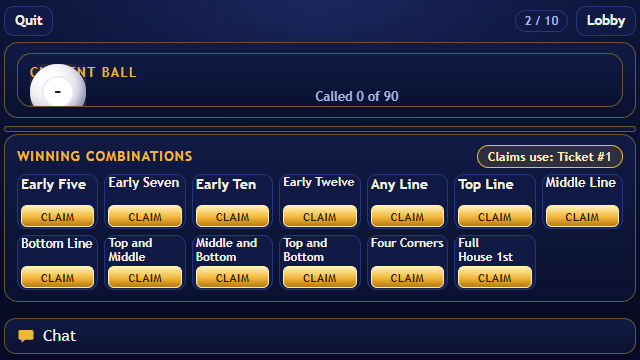 Quit
2 / 10
Lobby
CURRENT BALL
-
Called 0 of 90
WINNING COMBINATIONS
Claims use: Ticket #1
Early Five
CLAIM
Early Seven
CLAIM
Early Ten
CLAIM
Early Twelve
CLAIM
Any Line
CLAIM
Top Line
CLAIM
Middle Line
CLAIM
Bottom Line
CLAIM
Top and
Middle
CLAIM
Middle and
Bottom
CLAIM
Top and
Bottom
CLAIM
Four Corners
CLAIM
Full
House 1st
CLAIM
Chat